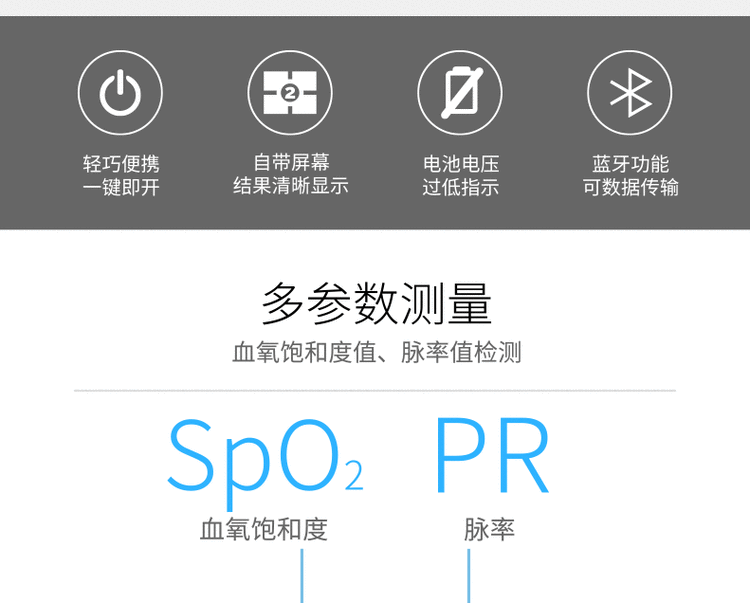 2
轻巧便携
一键即开
自带屏幕
结果清晰显示
电池电压
过低指示
蓝牙功能
可数据传输
多参数测量
血氧饱和度值、脉率值检测
SpO₂ PR
血氧饱和度 脉率